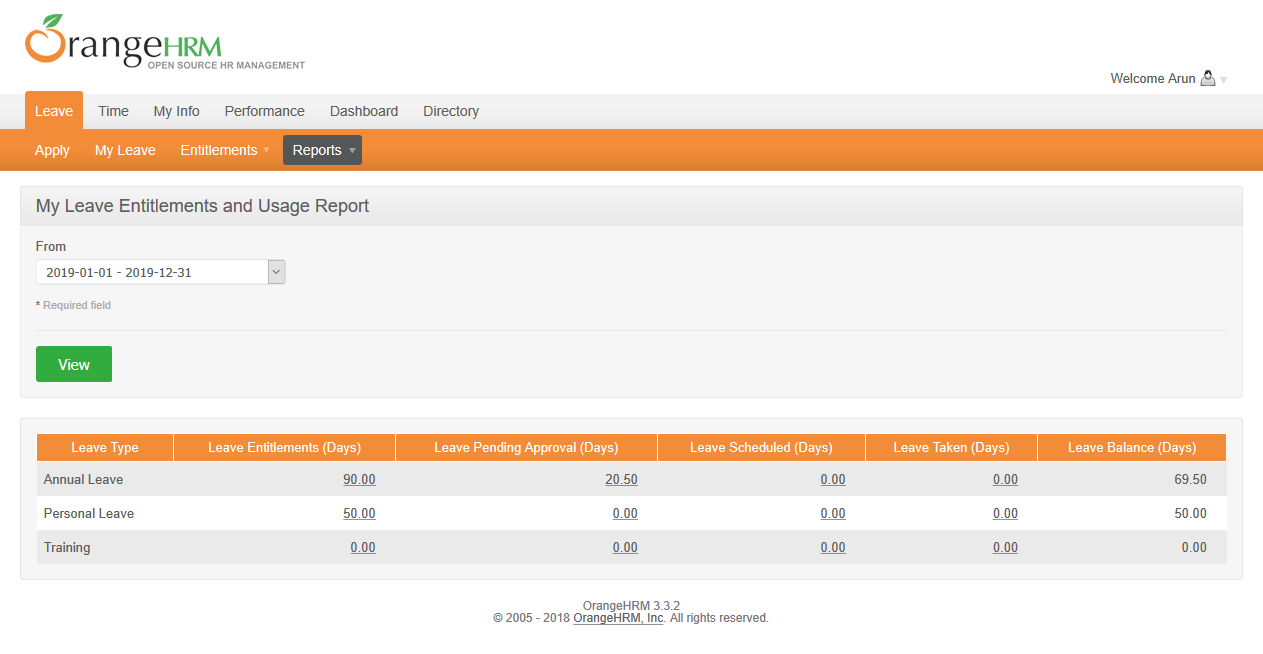 OrangeHRM
OPEN SOURCE HR MANAGEMENT
Welcome Arun
Leave Time My Info Performance Dashboard Directory
Apply My Leave Entitlements Reports
My Leave Entitlements and Usage Report
From
2019-01-01 - 2019-12-31
* Required field
View
Leave Type Leave Entitlements (Days) Leave Pending Approval (Days) Leave Scheduled (Days) Leave Taken (Days) Leave Balance (Days)
Annual Leave 90.00 20.50 0.00 0.00 69.50
Personal Leave 50.00 0.00 0.00 0.00 50.00
Training 0.00 0.00 0.00 0.00 0.00
OrangeHRM 3.3.2
© 2005 - 2018 OrangeHRM, Inc. All rights reserved.